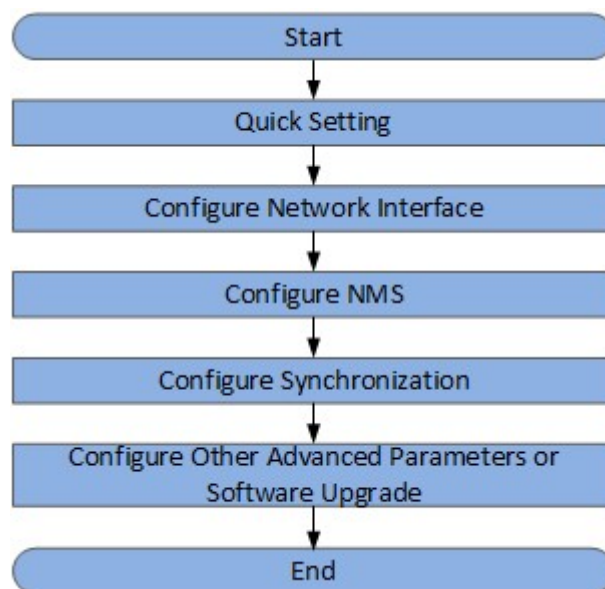 Start
Quick Setting
Configure Network Interface
Configure NMS
Configure Synchronization
Configure Other Advanced Parameters or
Software Upgrade
End